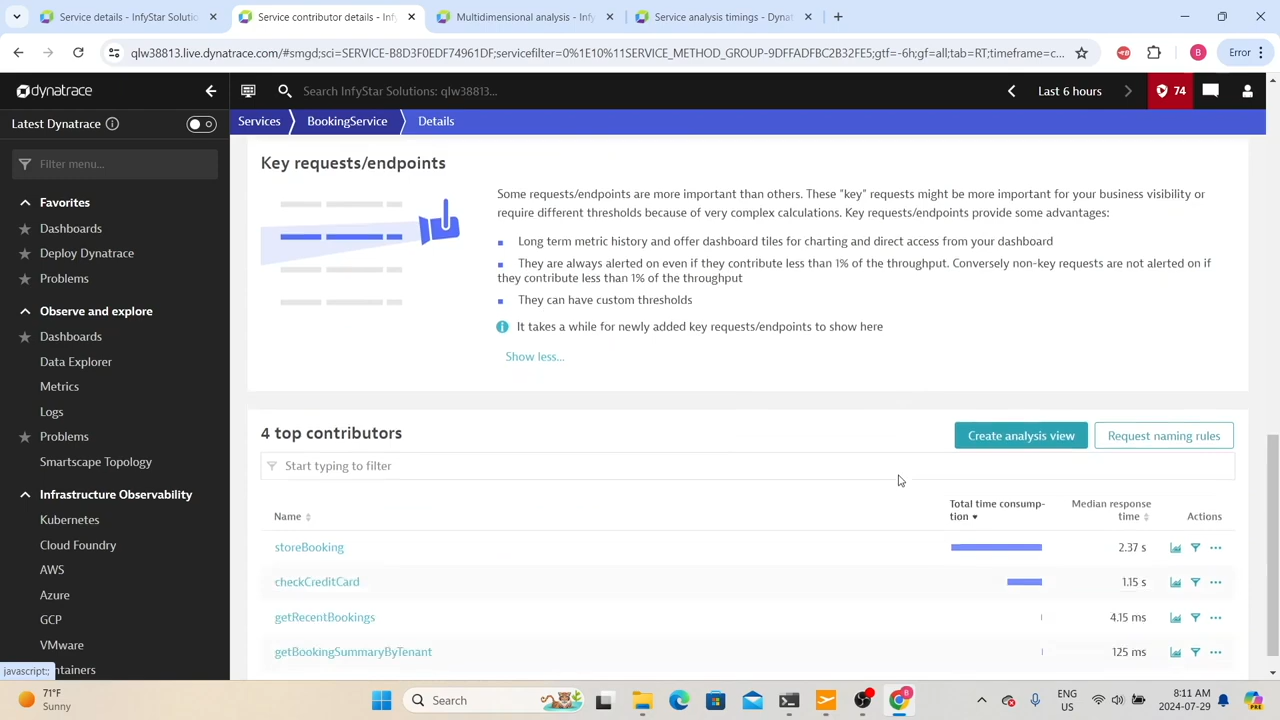 Service details - InfyStar Solutio
Service contributor details - Inf
Multidimensional analysis - Infy
Service analysis timings - Dynat
qlw38813.live.dynatrace.com/#smgd;sci=SERVICE-B8D3F0EDF74961DF;servicefilter=0%1E10%11SERVICE_METHOD_GROUP-9DFFADFBC2B32FE5;gtf=-6h;gf=all;tab=RT;timeframe=c...
B
Error
dynatrace
Search InfyStar Solutions: qlw38813...
Last 6 hours
74
Latest Dynatrace
Services
BookingService
Details
Filter menu...
Favorites
Dashboards
Deploy Dynatrace
Problems
Observe and explore
Dashboards
Data Explorer
Metrics
Logs
Problems
Smartscape Topology
Infrastructure Observability
Kubernetes
Cloud Foundry
AWS
Azure
GCP
VMware
ntainers
javascript:;
Key requests/endpoints
Some requests/endpoints are more important than others. These "key" requests might be more important for your business visibility or
require different thresholds because of very complex calculations. Key requests/endpoints provide some advantages:
Long term metric history and offer dashboard tiles for charting and direct access from your dashboard
They are always alerted on even if they contribute less than 1% of the throughput. Conversely non-key requests are not alerted on if
they contribute less than 1% of the throughput
They can have custom thresholds
It takes a while for newly added key requests/endpoints to show here
Show less...
4 top contributors
Create analysis view
Request naming rules
Start typing to filter
Name
Total time consump-
tion
Median response
time
Actions
storeBooking
2.37 s
checkCreditCard
1.15 s
getRecentBookings
4.15 ms
getBookingSummaryByTenant
125 ms
71°F
Sunny
Search
ENG
US
8:11 AM
2024-07-29